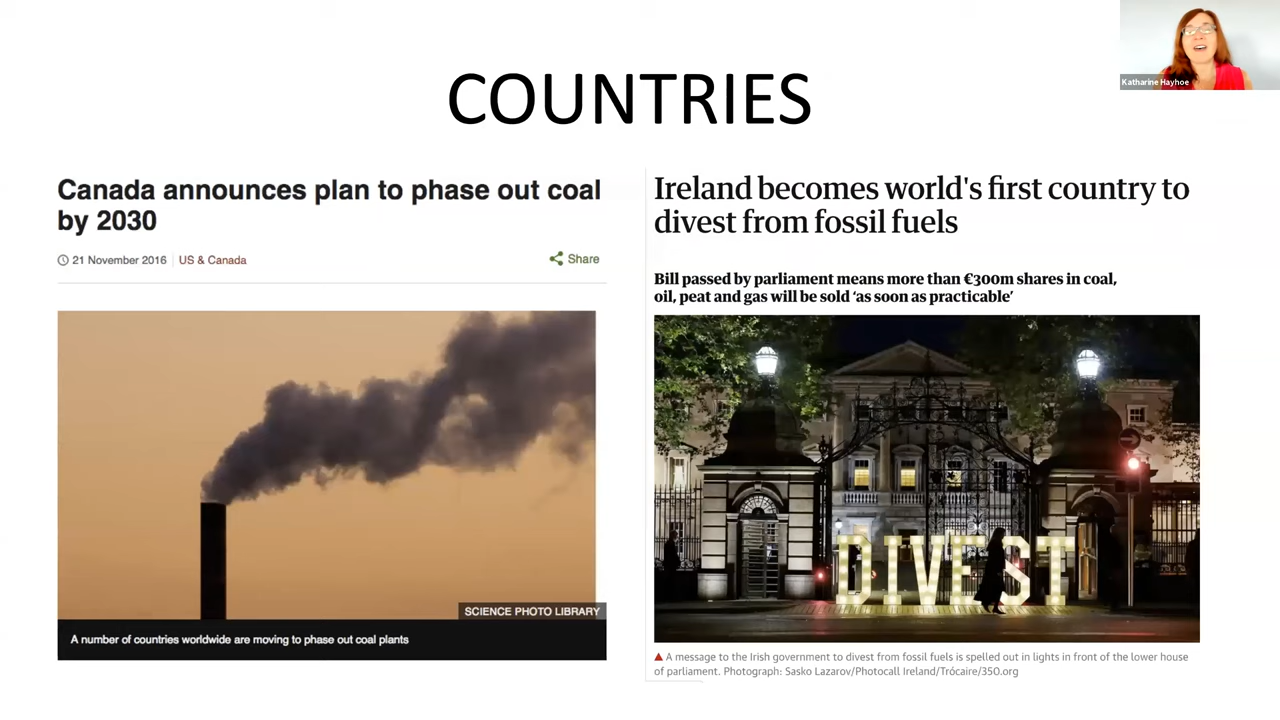 Katharine Hayhoe
COUNTRIES
Canada announces plan to phase out coal
by 2030
21 November 2016 US & Canada
Share
SCIENCE PHOTO LIBRARY
A number of countries worldwide are moving to phase out coal plants
Ireland becomes world's first country to
divest from fossil fuels
Bill passed by parliament means more than €300m shares in coal,
oil, peat and gas will be sold ‘as soon as practicable’
DIVEST
A message to the Irish government to divest from fossil fuels is spelled out in lights in front of the lower house
of parliament. Photograph: Sasko Lazarov/Photocall Ireland/Trócaire/350.org